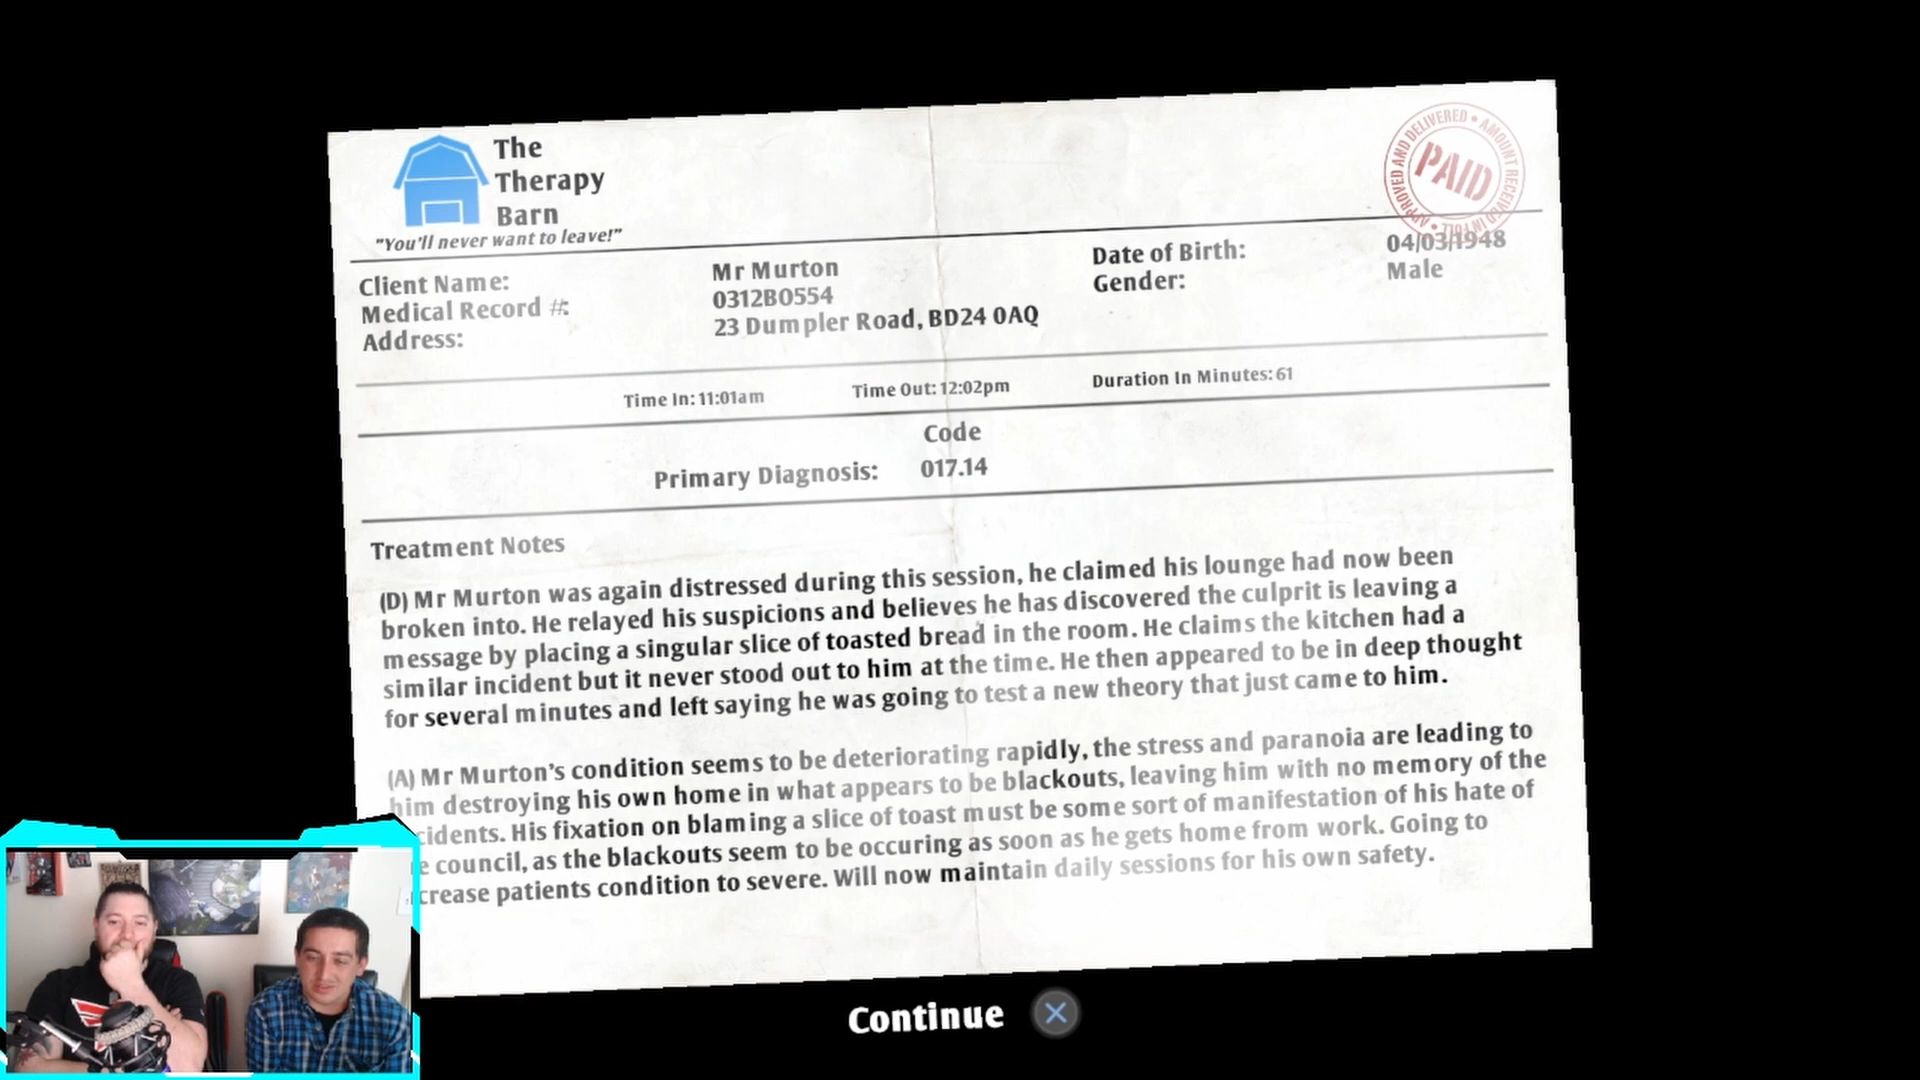 The
Therapy
Barn
"You'll never want to leave!"
APPROVED AND DELIVERED • AMOUNT RECEIVED IN FULL •
PAID
Client Name: Mr Murton Date of Birth: 04/03/1948
Medical Record #: 0312B0554 Gender: Male
Address: 23 Dumpler Road, BD24 0AQ
Time In: 11:01am Time Out: 12:02pm Duration In Minutes: 61
Code
Primary Diagnosis: 017.14
Treatment Notes
(D) Mr Murton was again distressed during this session, he claimed his lounge had now been
broken into. He relayed his suspicions and believes he has discovered the culprit is leaving a
message by placing a singular slice of toasted bread in the room. He claims the kitchen had a
similar incident but it never stood out to him at the time. He then appeared to be in deep thought
for several minutes and left saying he was going to test a new theory that just came to him.
(A) Mr Murton's condition seems to be deteriorating rapidly, the stress and paranoia are leading to
him destroying his own home in what appears to be blackouts, leaving him with no memory of the
cidents. His fixation on blaming a slice of toast must be some sort of manifestation of his hate of
e council, as the blackouts seem to be occuring as soon as he gets home from work. Going to
crease patients condition to severe. Will now maintain daily sessions for his own safety.
Continue